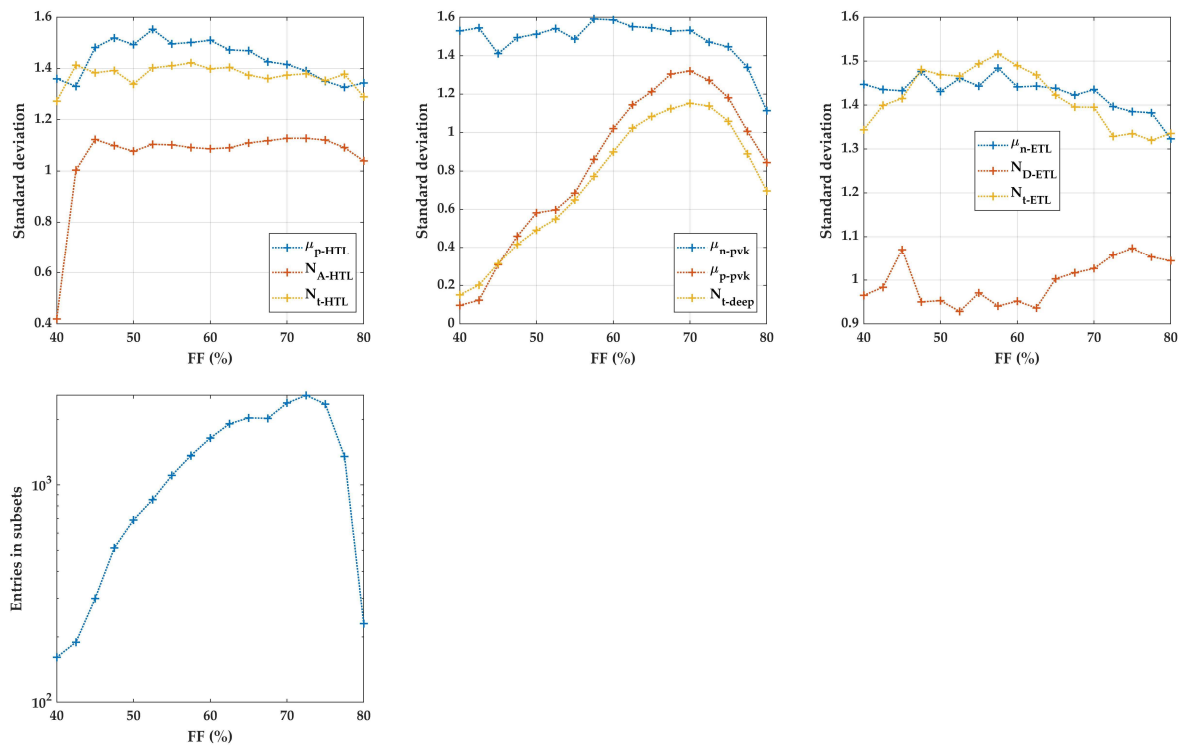 1.6
1.4
1.2
1
0.8
0.6
0.4
Standard deviation
40 50 60 70 80
FF (%)
μp-HTL
NA-HTL
Nt-HTL
1.6
1.4
1.2
1
0.8
0.6
0.4
0.2
0
Standard deviation
40 50 60 70 80
FF (%)
μn-pvk
μp-pvk
Nt-deep
1.6
1.5
1.4
1.3
1.2
1.1
1
0.9
Standard deviation
40 50 60 70 80
FF (%)
μn-ETL
ND-ETL
Nt-ETL
10³
10²
Entries in subsets
40 50 60 70 80
FF (%)